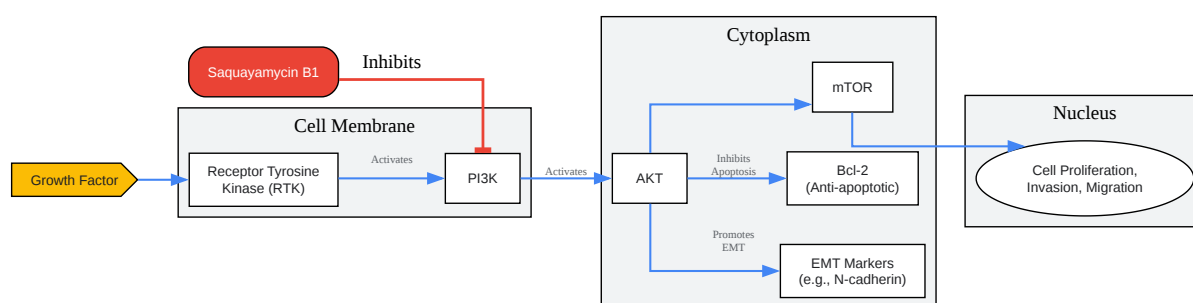 Cytoplasm
Saquayamycin B1
Inhibits
mTOR
Cell Membrane
Nucleus
Growth Factor
Receptor Tyrosine
Kinase (RTK)
Activates
PI3K
Activates
AKT
Inhibits
Apoptosis
Bcl-2
(Anti-apoptotic)
Cell Proliferation,
Invasion, Migration
Promotes
EMT
EMT Markers
(e.g., N-cadherin)